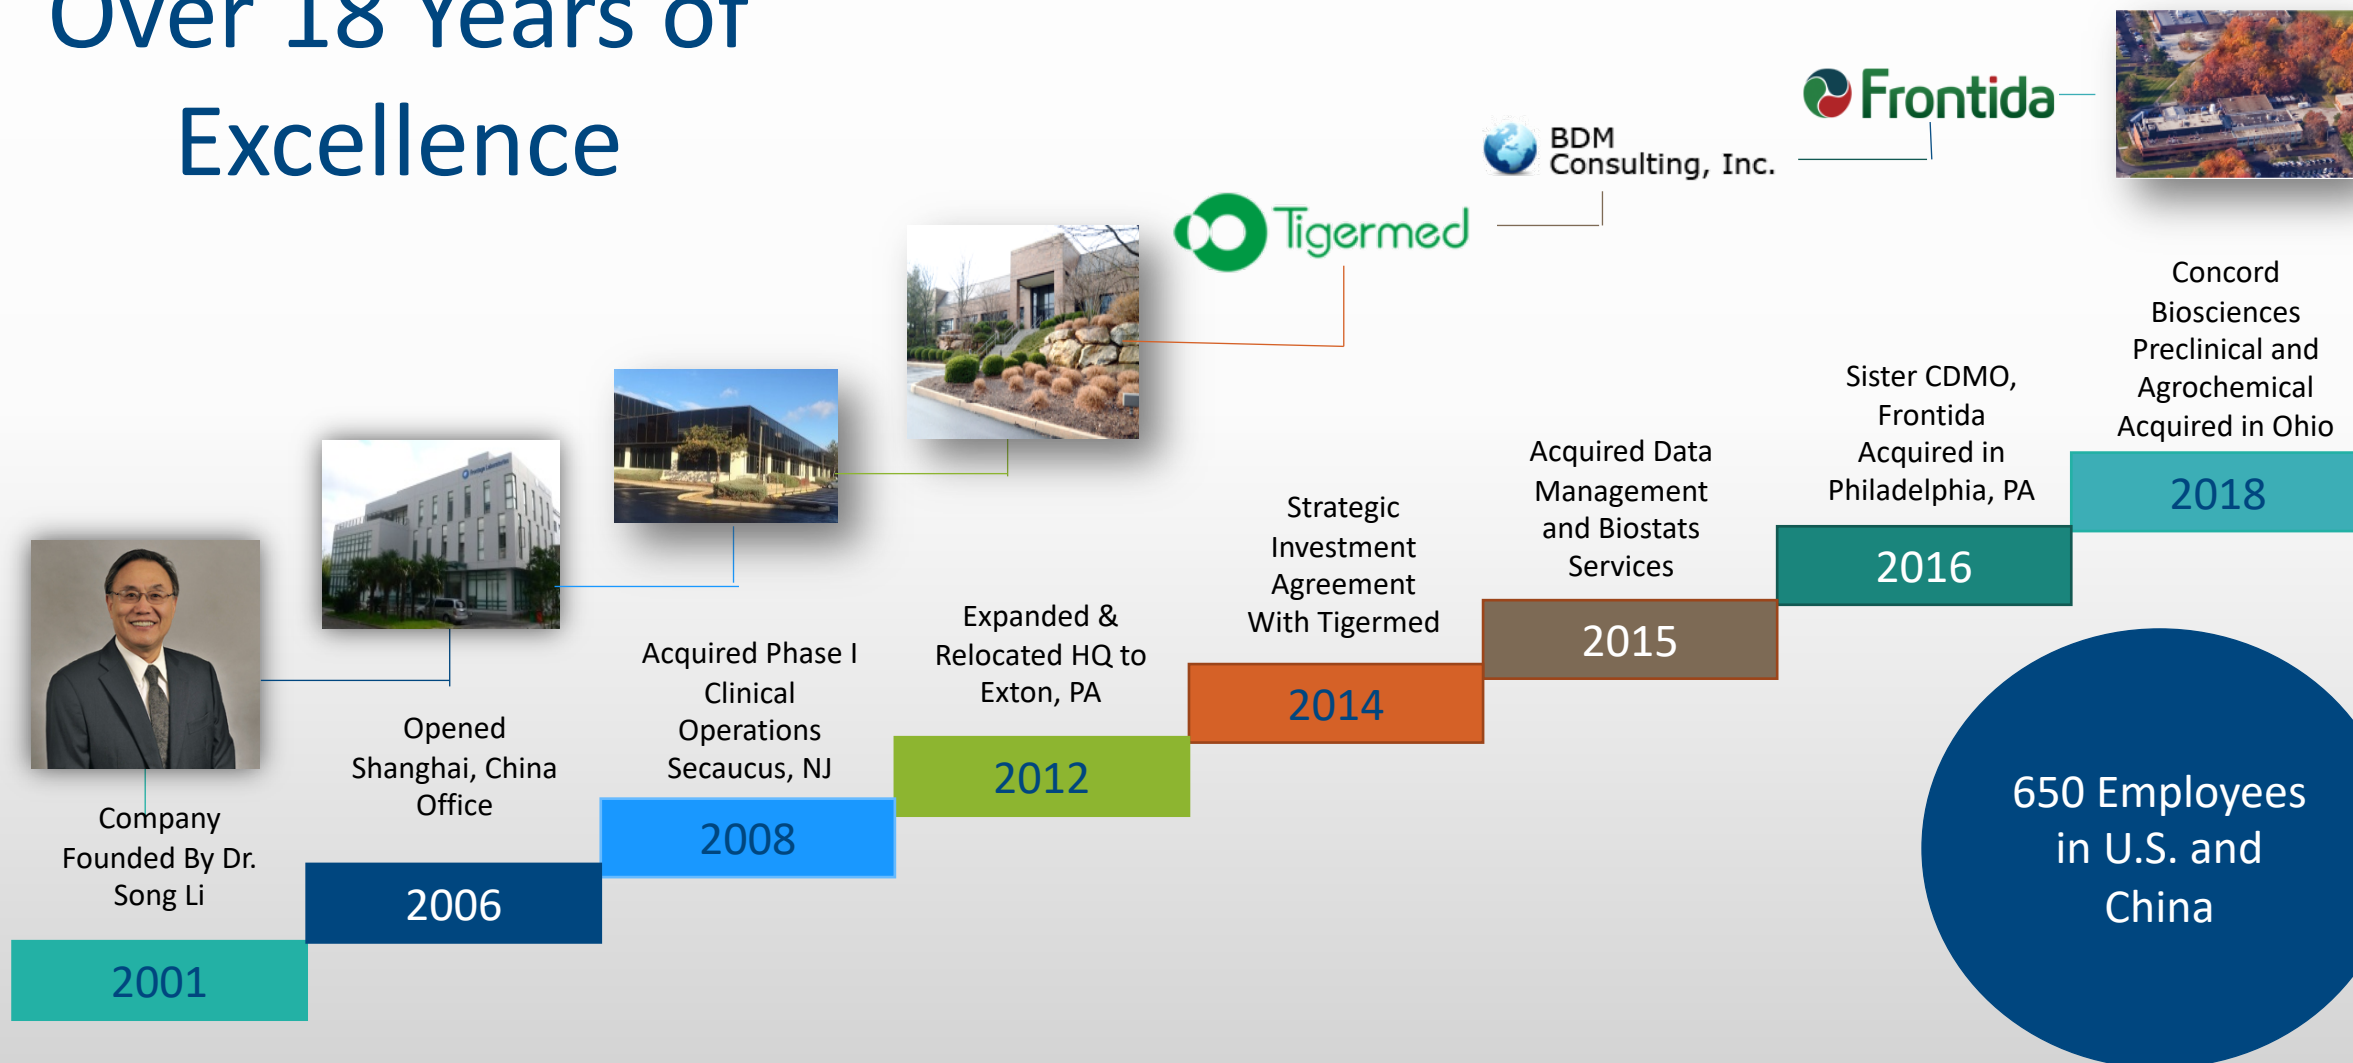 Over 18 Years of
Excellence
Frontida
BDM
Consulting, Inc.
Tigermed
Company
Founded By Dr.
Song Li
2001
Opened
Shanghai, China
Office
2006
Acquired Phase I
Clinical
Operations
Secaucus, NJ
2008
Expanded &
Relocated HQ to
Exton, PA
2012
Strategic
Investment
Agreement
With Tigermed
2014
Acquired Data
Management
and Biostats
Services
2015
Sister CDMO,
Frontida
Acquired in
Philadelphia, PA
2016
Concord
Biosciences
Preclinical and
Agrochemical
Acquired in Ohio
2018
650 Employees
in U.S. and
China